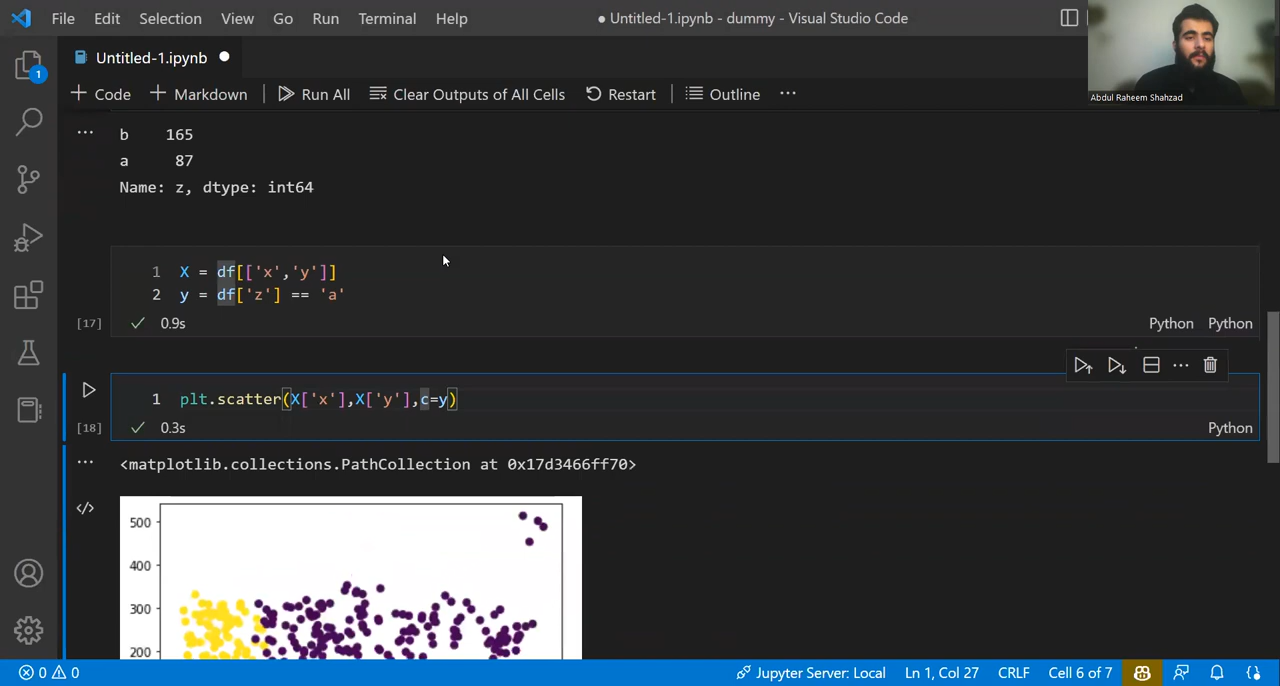 File Edit Selection View Go Run Terminal Help ● Untitled-1.ipynb - dummy - Visual Studio Code
Untitled-1.ipynb ●
1
+ Code + Markdown Run All Clear Outputs of All Cells Restart Outline ...
Abdul Raheem Shahzad
... b 165
a 87
Name: z, dtype: int64
1 X = df[['x','y']]
2 y = df['z'] == 'a'
[17] ✓ 0.9s Python Python
1 plt.scatter(X['x'],X['y'],c=y)
[18] ✓ 0.3s Python
... <matplotlib.collections.PathCollection at 0x17d3466ff70>
500
400
300
200
0 0 Jupyter Server: Local Ln 1, Col 27 CRLF Cell 6 of 7